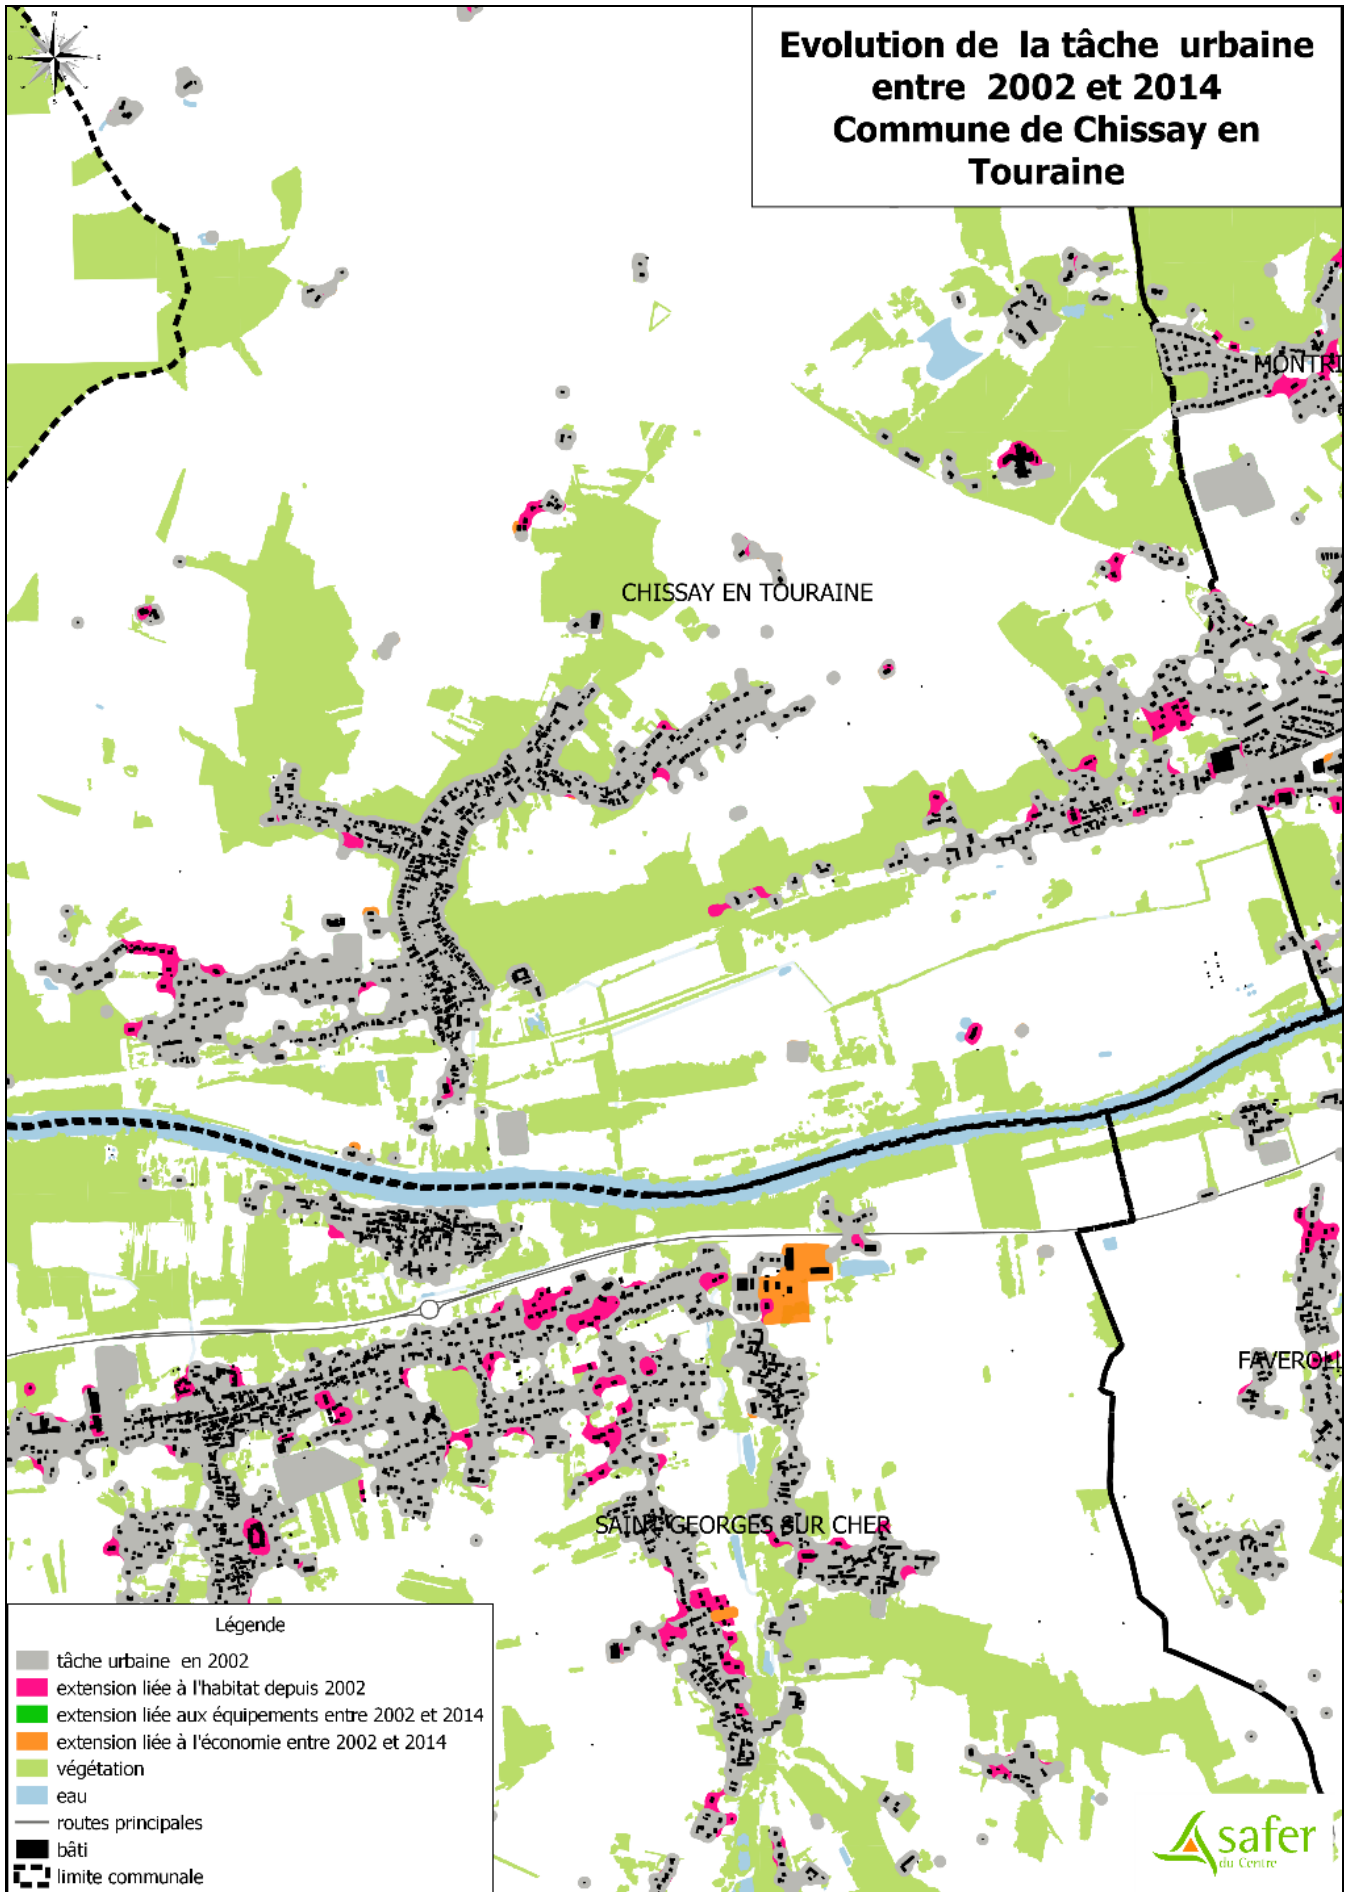 Evolution de la tâche urbaine
entre 2002 et 2014
Commune de Chissay en
Touraine
N
MONTRI
CHISSAY EN TOURAINE
FAVEROLL
SAINT GEORGES SUR CHER
Légende
tâche urbaine en 2002
extension liée à l'habitat depuis 2002
extension liée aux équipements entre 2002 et 2014
extension liée à l'économie entre 2002 et 2014
végétation
eau
routes principales
bâti
limite communale
safer
du Centre